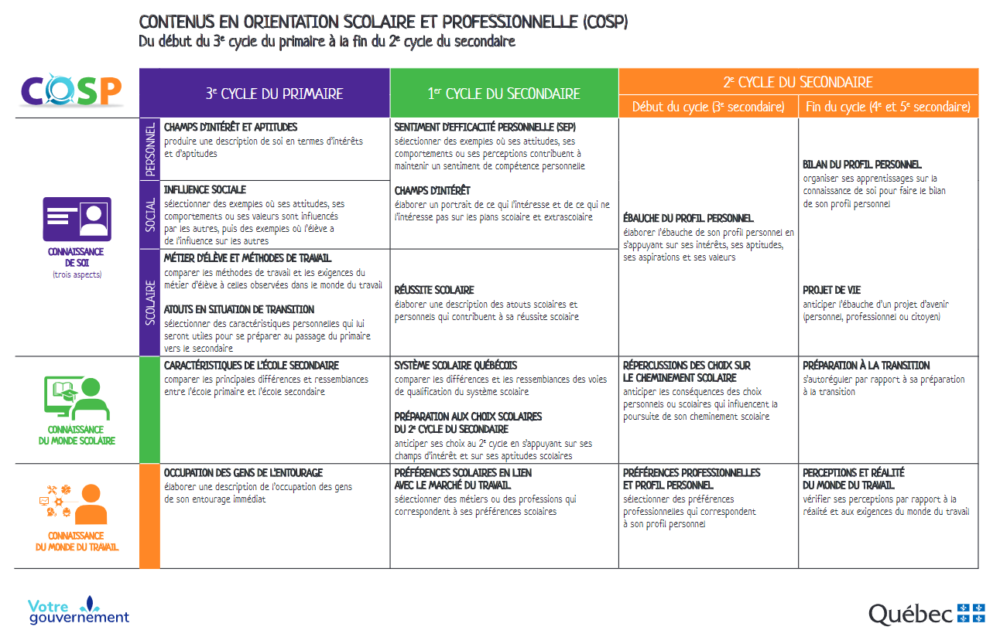 CONTENUS EN ORIENTATION SCOLAIRE ET PROFESSIONNELLE (COSP)
Du début du 3e cycle du primaire à la fin du 2e cycle du secondaire
COSP
3e CYCLE DU PRIMAIRE
1er CYCLE DU SECONDAIRE
2e CYCLE DU SECONDAIRE
Début du cycle (3e secondaire)
Fin du cycle (4e et 5e secondaire)
CONNAISSANCE
DE SOI
(trois aspects)
PERSONNEL
CHAMPS D'INTÉRÊT ET APTITUDES
produire une description de soi en termes d'intérêts
et d'aptitudes
SOCIAL
INFLUENCE SOCIALE
sélectionner des exemples où ses attitudes, ses
comportements ou ses valeurs sont influencés
par les autres, puis des exemples où l'élève a
de l'influence sur les autres
SCOLAIRE
MÉTIER D'ÉLÈVE ET MÉTHODES DE TRAVAIL
comparer les méthodes de travail et les exigences du
métier d'élève à celles observées dans le monde du travail
ATOUTS EN SITUATION DE TRANSITION
sélectionner des caractéristiques personnelles qui lui
seront utiles pour se préparer au passage du primaire
vers le secondaire
SENTIMENT D'EFFICACITÉ PERSONNELLE (SEP)
sélectionner des exemples où ses attitudes, ses
comportements ou ses perceptions contribuent à
maintenir un sentiment de compétence personnelle
CHAMPS D'INTÉRÊT
élaborer un portrait de ce qui l'intéresse et de ce qui ne
l'intéresse pas sur les plans scolaire et extrascolaire
RÉUSSITE SCOLAIRE
élaborer une description des atouts scolaires et
personnels qui contribuent à sa réussite scolaire
ÉBAUCHE DU PROFIL PERSONNEL
élaborer l'ébauche de son profil personnel en
s'appuyant sur ses intérêts, ses aptitudes,
ses aspirations et ses valeurs
BILAN DU PROFIL PERSONNEL
organiser ses apprentissages sur la
connaissance de soi pour faire le bilan
de son profil personnel
PROJET DE VIE
anticiper l'ébauche d'un projet d'avenir
(personnel, professionnel ou citoyen)
CONNAISSANCE
DU MONDE SCOLAIRE
CARACTÉRISTIQUES DE L'ÉCOLE SECONDAIRE
comparer les principales différences et ressemblances
entre l'école primaire et l'école secondaire
SYSTÈME SCOLAIRE QUÉBÉCOIS
comparer les différences et les ressemblances des voies
de qualification du système scolaire
PRÉPARATION AUX CHOIX SCOLAIRES
DU 2e CYCLE DU SECONDAIRE
anticiper ses choix au 2e cycle en s'appuyant sur ses
champs d'intérêt et sur ses aptitudes scolaires
RÉPERCUSSIONS DES CHOIX SUR
LE CHEMINEMENT SCOLAIRE
anticiper les conséquences des choix
personnels ou scolaires qui influencent la
poursuite de son cheminement scolaire
PRÉPARATION À LA TRANSITION
s'autoréguler par rapport à sa préparation
à la transition
CONNAISSANCE
DU MONDE DU TRAVAIL
OCCUPATION DES GENS DE L'ENTOURAGE
élaborer une description de l'occupation des gens
de son entourage immédiat
PRÉFÉRENCES SCOLAIRES EN LIEN
AVEC LE MARCHÉ DU TRAVAIL
sélectionner des métiers ou des professions qui
correspondent à ses préférences scolaires
PRÉFÉRENCES PROFESSIONNELLES
ET PROFIL PERSONNEL
sélectionner des préférences
professionnelles qui correspondent
à son profil personnel
PERCEPTIONS ET RÉALITÉ
DU MONDE DU TRAVAIL
vérifier ses perceptions par rapport à la
réalité et aux exigences du monde du travail
Votre
gouvernement
Québec